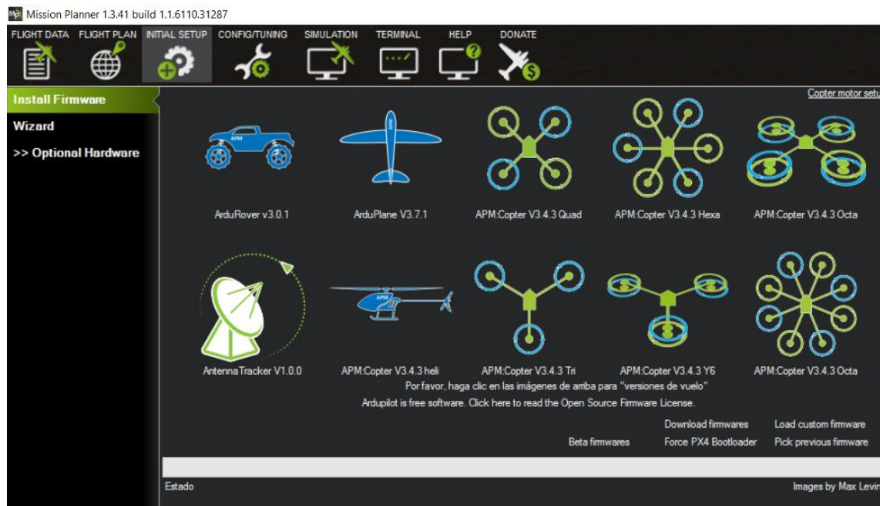 Mission Planner 1.3.41 build 1.1.6110.31287
FLIGHT DATA FLIGHT PLAN INITIAL SETUP CONFIG/TUNING SIMULATION TERMINAL HELP DONATE
Install Firmware
Wizard
>> Optional Hardware
Copter motor setu
ArduRover v3.0.1 ArduPlane V3.7.1 APM:Copter V3.4.3 Quad APM:Copter V3.4.3 Hexa APM:Copter V3.4.3 Octa
AntennaTracker V1.0.0 APM:Copter V3.4.3 heli APM:Copter V3.4.3 Tri APM:Copter V3.4.3 Y6 APM:Copter V3.4.3 Octa
Por favor, haga clic en las imágenes de arriba para "versiones de vuelo"
Ardupilot is free software. Click here to read the Open Source Firmware License.
Download firmwares Load custom firmware
Beta firmwares Force PX4 Bootloader Pick previous firmware
Estado
Images by Max Levin